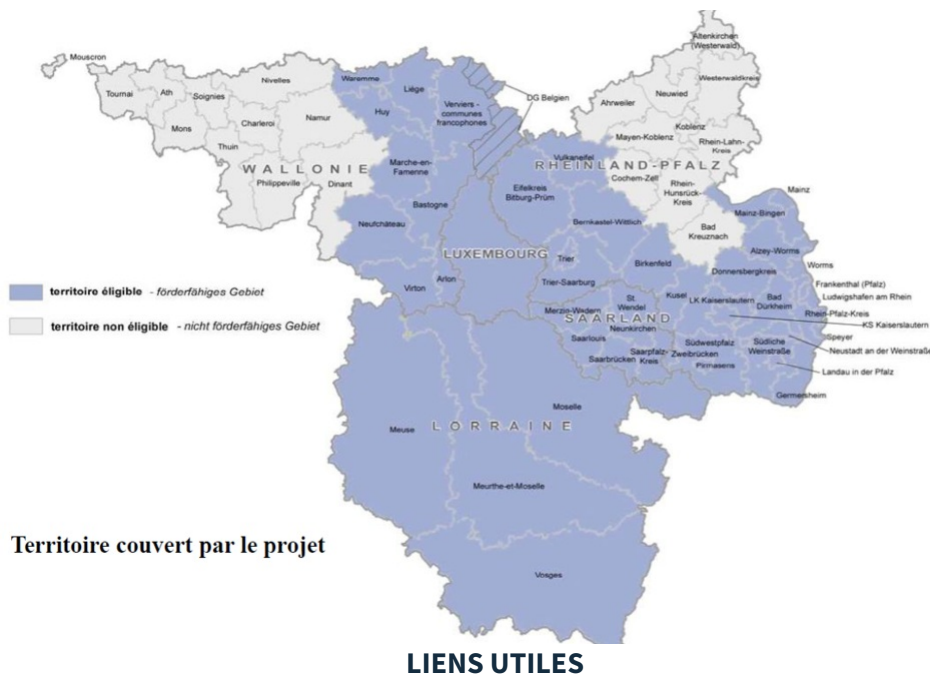 Mouscron
Tournai
Ath
Soignies
Nivelles
Mons
Charleroi
Namur
Thuin
WALLONIE
Philippeville
Dinant
Waremme
Liège
Huy
Verviers -
communes
francophones
DG Belgien
Marche-en-
Famenne
Bastogne
Neufchâteau
Arlon
Virton
LUXEMBOURG
Altenkirchen
(Westerwald)
Westerwaldkreis
Neuwied
Ahrweiler
Koblenz
Mayen-Koblenz
Rhein-Lahn-
Kreis
Vulkaneifel
RHEINLAND-PFALZ
Cochem-Zell
Rhein-
Hunsrück-
Kreis
Eifelkreis
Bitburg-Prüm
Bernkastel-Wittlich
Bad
Kreuznach
Mainz
Mainz-Bingen
Alzey-Worms
Trier
Birkenfeld
Donnersbergkreis
Worms
Trier-Saarburg
Frankenthal (Pfalz)
Ludwigshafen am Rhein
Kusel
LK Kaiserslautern
Bad
Dürkheim
Rhein-Pfalz-Kreis
KS Kaiserslautern
Merzig-Wadern
St.
Wendel
SAARLAND
Neunkirchen
Saarlouis
Saarbrücken
Saarpfalz-
Kreis
Südwestpfalz
Zweibrücken
Pirmasens
Südliche
Weinstraße
Speyer
Neustadt an der Weinstraße
Landau in der Pfalz
Germersheim
territoire éligible - förderfähiges Gebiet
territoire non éligible - nicht förderfähiges Gebiet
Moselle
LORRAINE
Meuse
Meurthe-et-Moselle
Vosges
Territoire couvert par le projet
LIENS UTILES